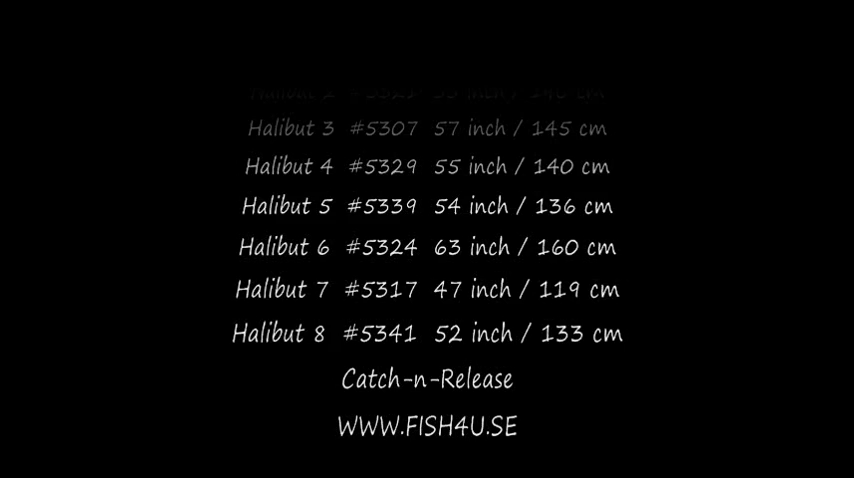 Halibut 2
Halibut 3 #5307 57 inch / 145 cm
Halibut 4 #5329 55 inch / 140 cm
Halibut 5 #5339 54 inch / 136 cm
Halibut 6 #5324 63 inch / 160 cm
Halibut 7 #5317 47 inch / 119 cm
Halibut 8 #5341 52 inch / 133 cm
Catch-n-Release
WWW.FISH4U.SE